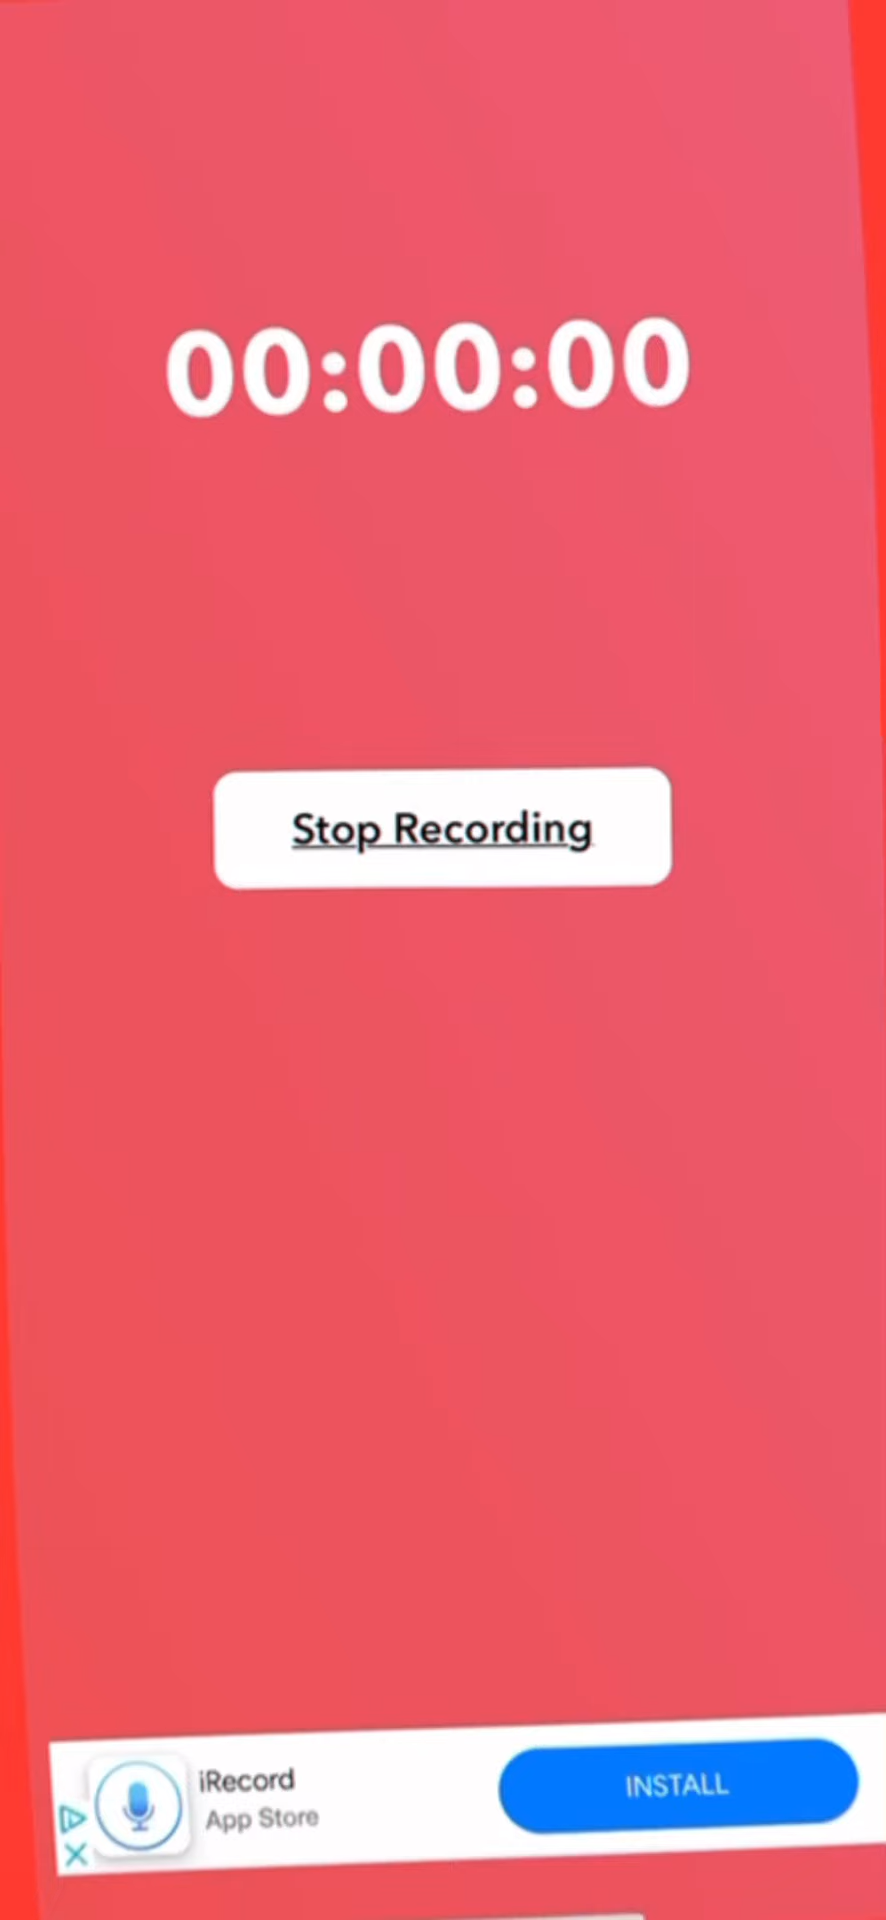 00:00:00
Stop Recording
iRecord
App Store
INSTALL